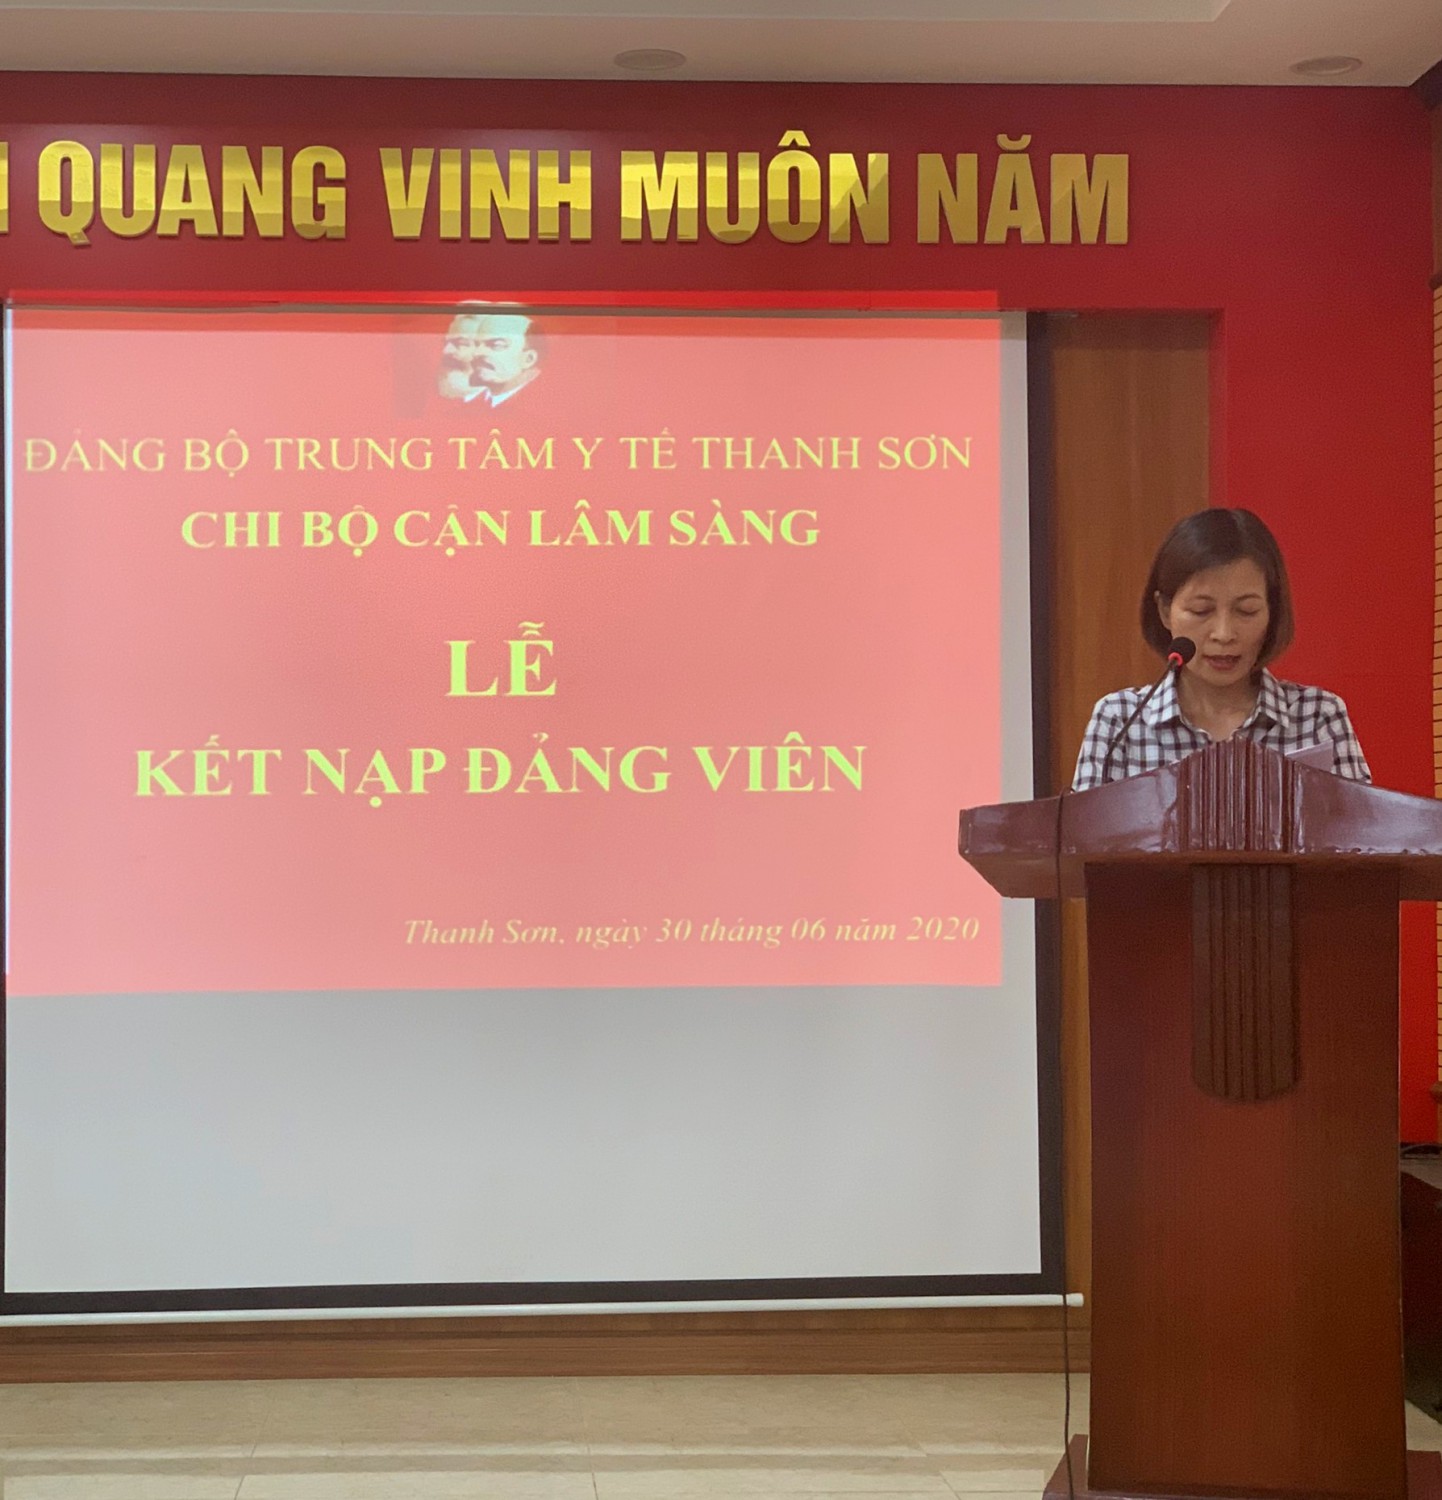 QUANG VINH MUÔN NĂM
ĐẢNG BỘ TRUNG TÂM Y TẾ THANH SƠN
CHI BỘ CẬN LÂM SÀNG
LỄ
KẾT NẠP ĐẢNG VIÊN
Thanh Sơn, ngày 30 tháng 06 năm 2020